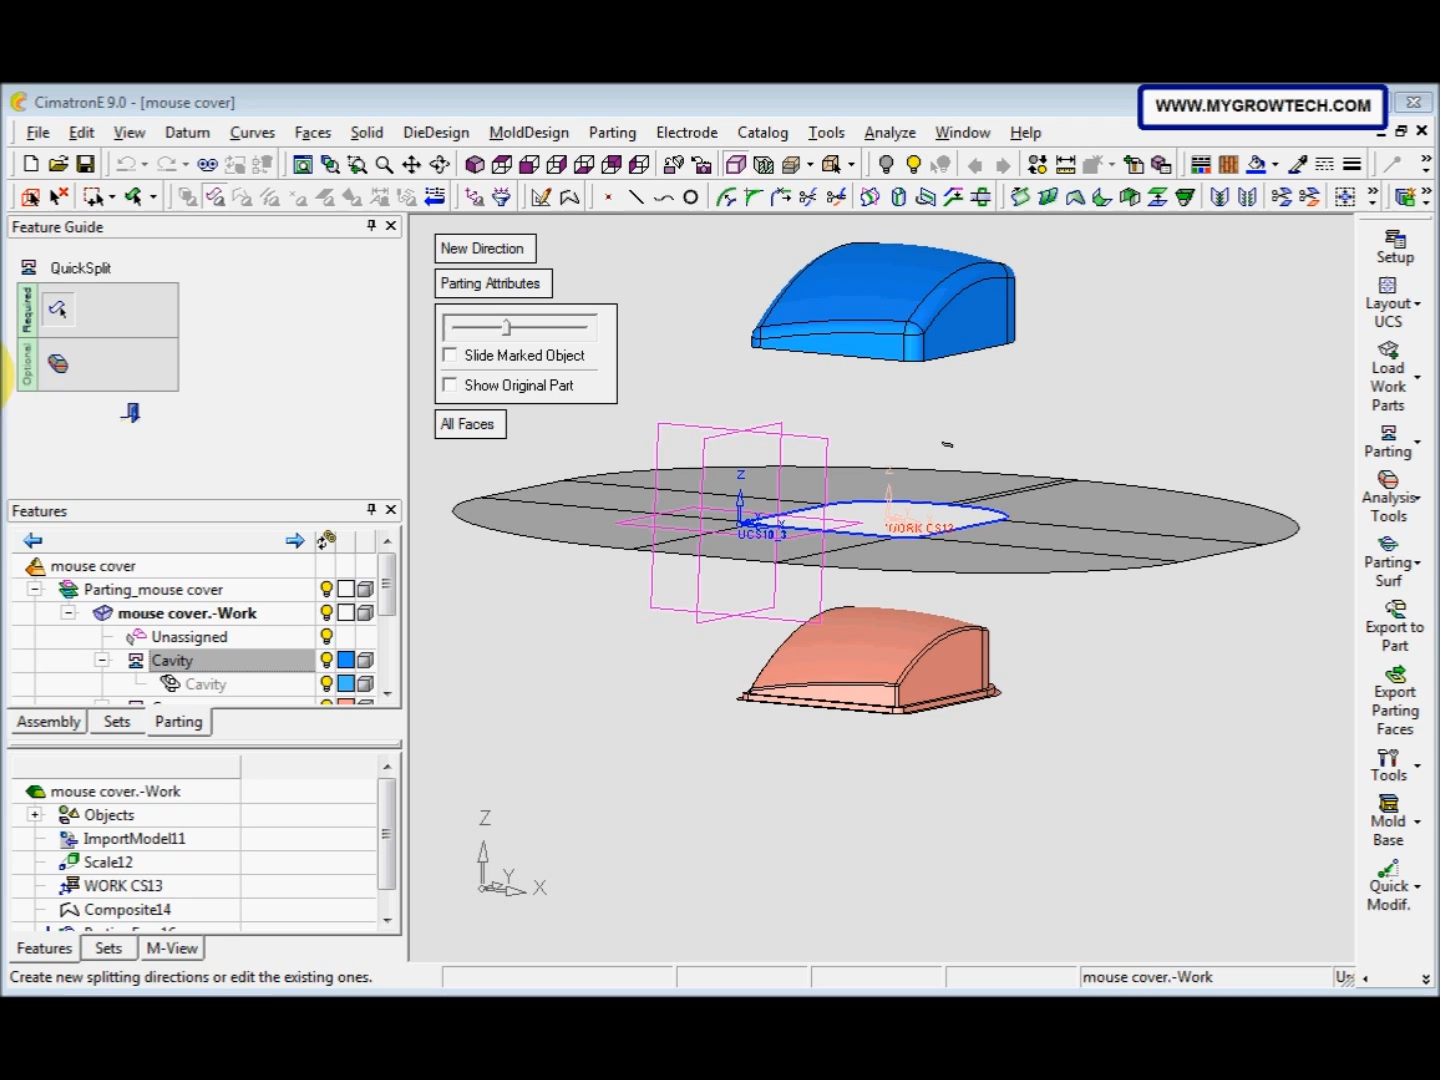 CimatronE 9.0 - [mouse cover]
WWW.MYGROWTECH.COM
File Edit View Datum Curves Faces Solid DieDesign MoldDesign Parting Electrode Catalog Tools Analyze Window Help
Feature Guide
QuickSplit
Required
Optional
New Direction
Parting Attributes
Slide Marked Object
Show Original Part
All Faces
Features
mouse cover
Parting_mouse cover
mouse cover.-Work
Unassigned
Cavity
Cavity
Assembly Sets Parting
mouse cover.-Work
Objects
ImportModel11
Scale12
WORK CS13
Composite14
Features Sets M-View
Z
UCS10_3
Z
WORK CS13
Z
Y
X
Setup
Layout
UCS
Load
Work
Parts
Parting
Analysis
Tools
Parting
Surf
Export to
Part
Export
Parting
Faces
Tools
Mold
Base
Quick
Modif.
Create new splitting directions or edit the existing ones.
mouse cover.-Work